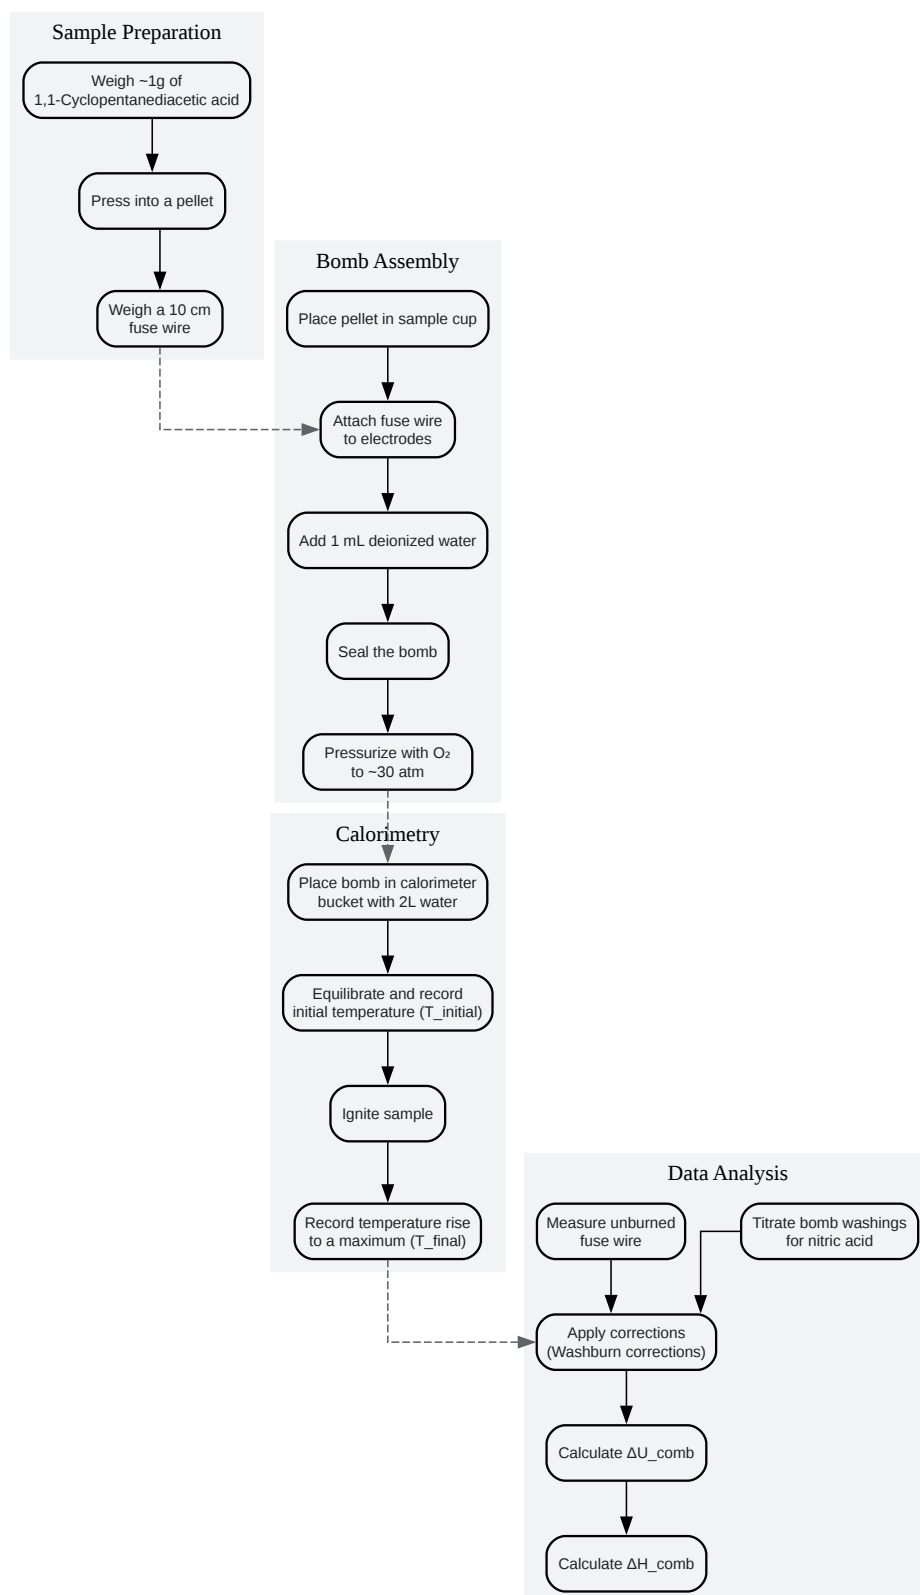 Sample Preparation
Weigh ~1g of
1,1-Cyclopentanediacetic acid
Press into a pellet
Weigh a 10 cm
fuse wire
Bomb Assembly
Place pellet in sample cup
Attach fuse wire
to electrodes
Add 1 mL deionized water
Seal the bomb
Pressurize with O₂
to ~30 atm
Calorimetry
Place bomb in calorimeter
bucket with 2L water
Equilibrate and record
initial temperature (T_initial)
Ignite sample
Record temperature rise
to a maximum (T_final)
Data Analysis
Measure unburned
fuse wire
Titrate bomb washings
for nitric acid
Apply corrections
(Washburn corrections)
Calculate ΔU_comb
Calculate ΔH_comb